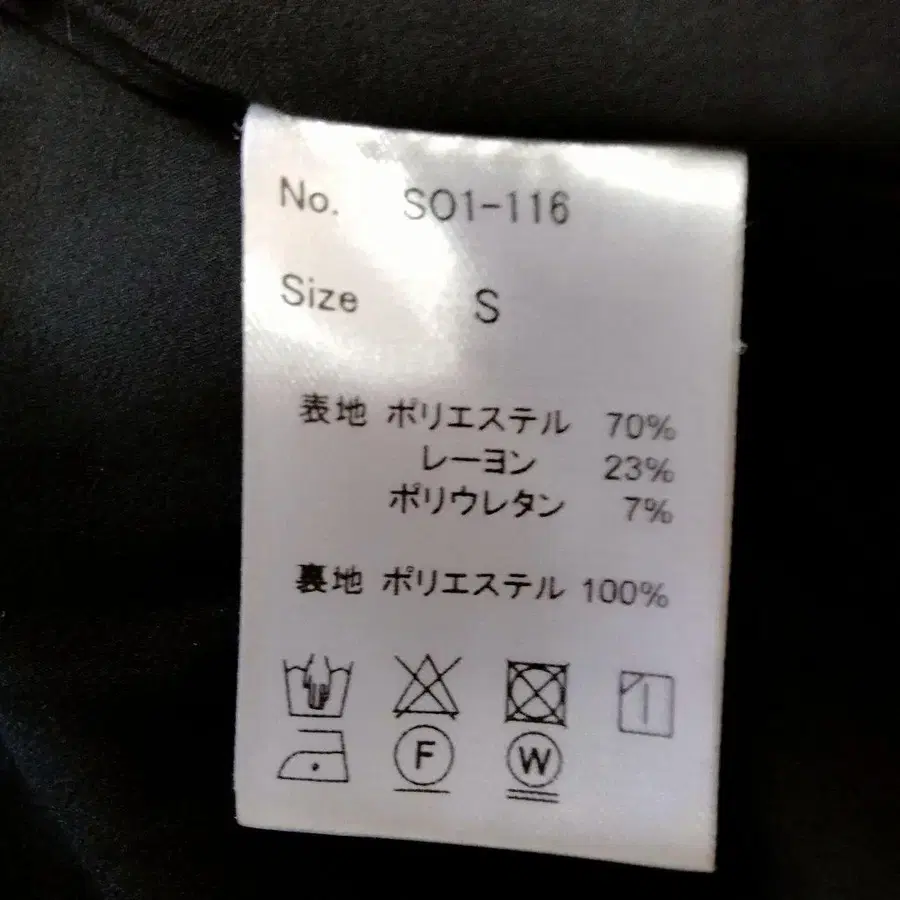 No. S01-116
Size S
表地 ポリエステル 70%
レーヨン 23%
ポリウレタン 7%
裏地 ポリエステル 100%
F W